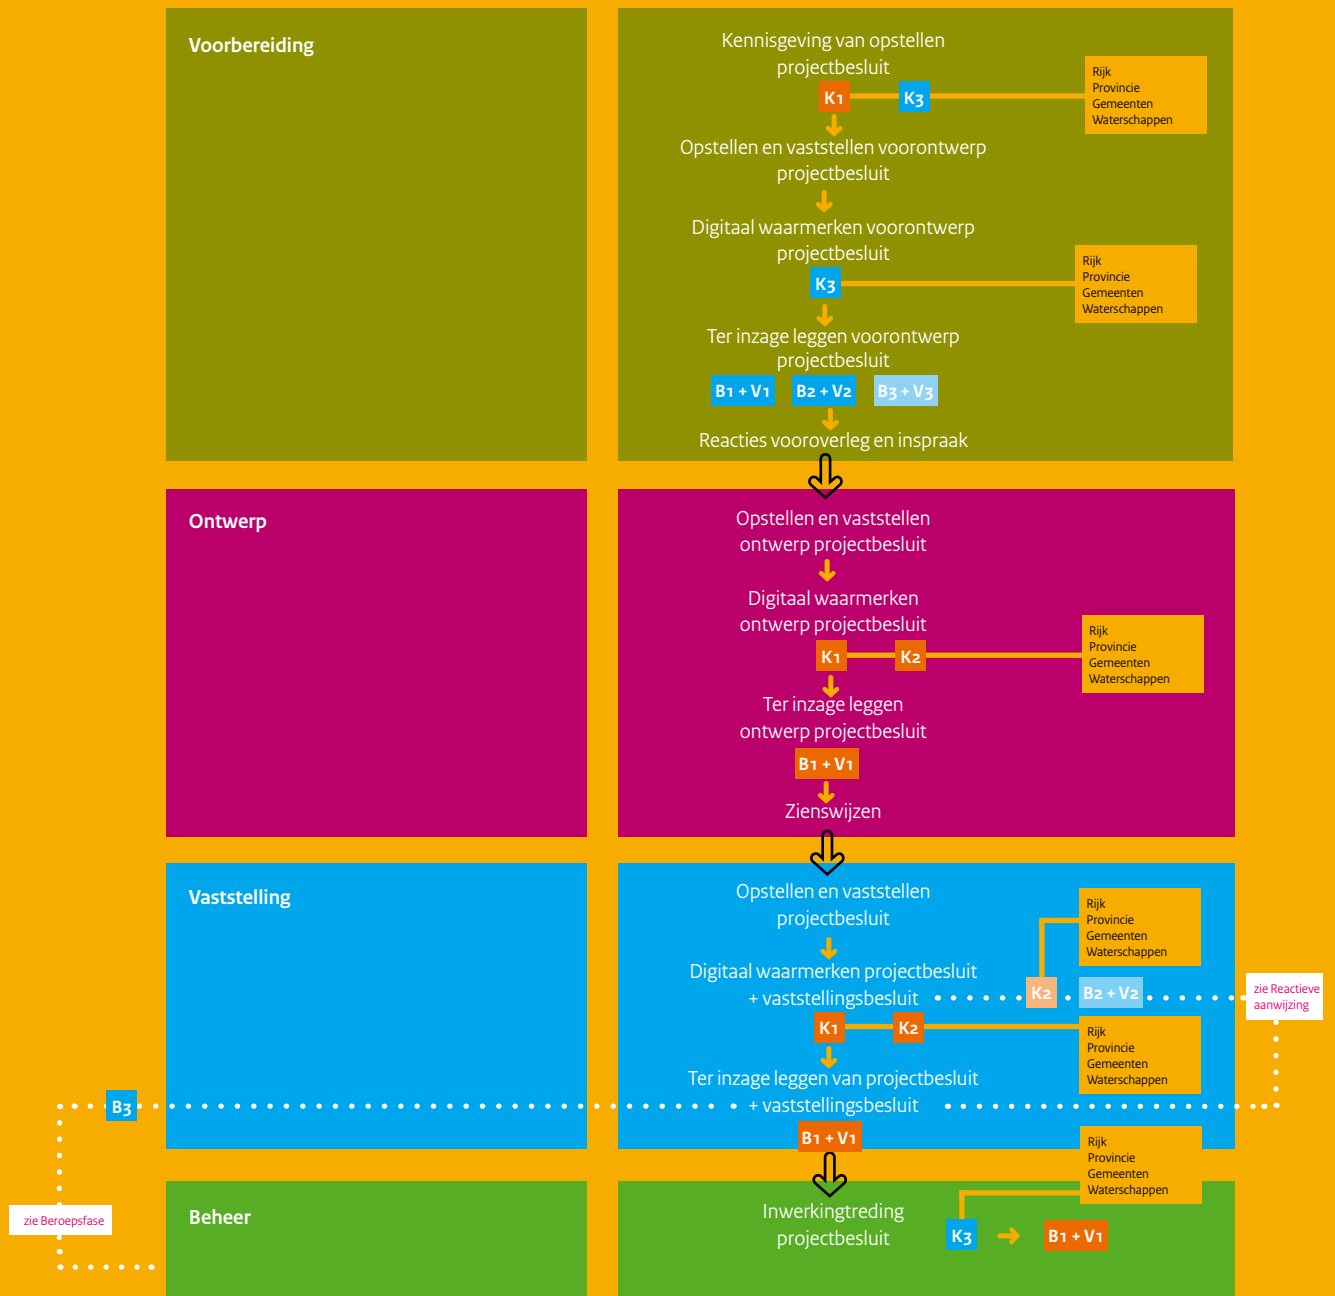 Voorbereiding
Kennisgeving van opstellen
projectbesluit
K1
K3
Rijk
Provincie
Gemeenten
Waterschappen
Opstellen en vaststellen voorontwerp
projectbesluit
Digitaal waarmerken voorontwerp
projectbesluit
K3
Rijk
Provincie
Gemeenten
Waterschappen
Ter inzage leggen voorontwerp
projectbesluit
B1 + V1
B2 + V2
B3 + V3
Reacties vooroverleg en inspraak
Ontwerp
Opstellen en vaststellen
ontwerp projectbesluit
Digitaal waarmerken
ontwerp projectbesluit
K1
K2
Rijk
Provincie
Gemeenten
Waterschappen
Ter inzage leggen
ontwerp projectbesluit
B1 + V1
Zienswijzen
Vaststelling
Opstellen en vaststellen
projectbesluit
Rijk
Provincie
Gemeenten
Waterschappen
Digitaal waarmerken projectbesluit
+ vaststellingsbesluit
K2
B2 + V2
zie Reactieve
aanwijzing
K1
K2
Rijk
Provincie
Gemeenten
Waterschappen
Ter inzage leggen van projectbesluit
+ vaststellingsbesluit
B3
B1 + V1
Rijk
Provincie
Gemeenten
Waterschappen
zie Beroepsfase
Beheer
Inwerkingtreding
projectbesluit
K3
B1 + V1